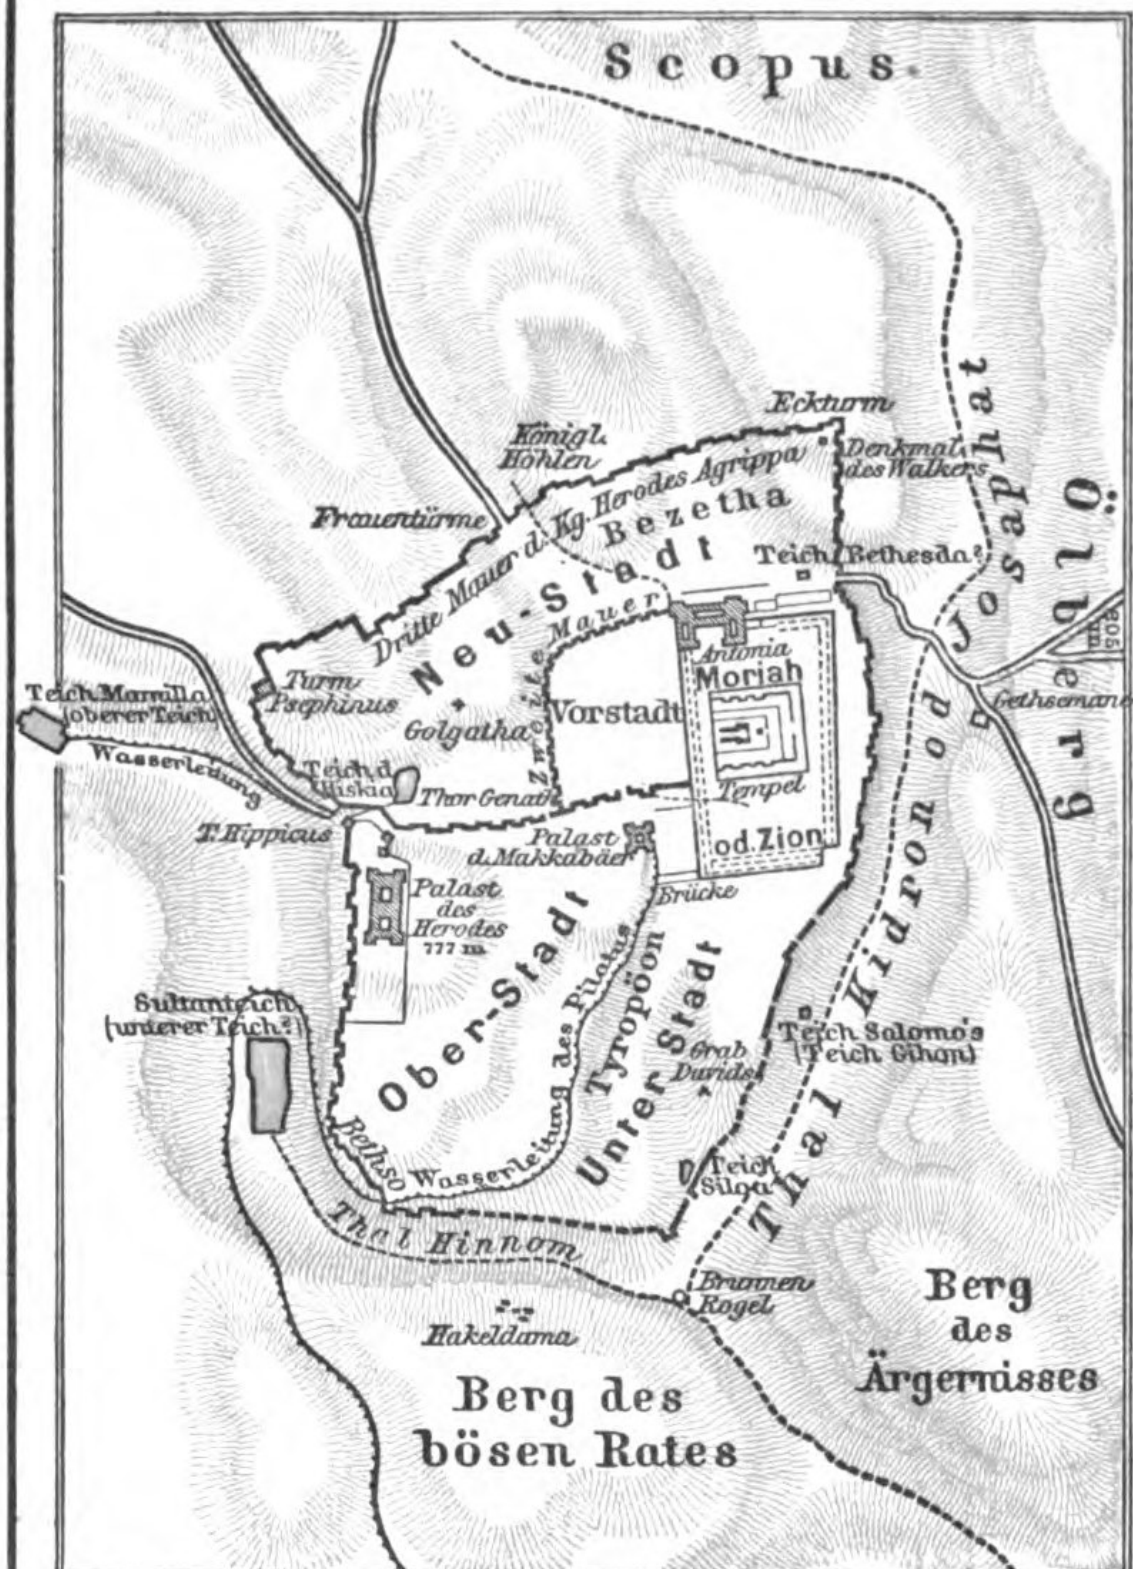 Scopus.
Eckturm
Königl.
Höhlen
Denkmal
des Walkers
Frauentürme
Dritte Mauer d. Kg. Herodes Agrippa
Bezetha
Neu-Stadt
Teich Bethesda?
Thal Kidron od. Josaphat
Ölberg
805
m
Zweite Mauer
Antonia
Moriah
Turm
Psephinus
Teich Mamilla
(oberer Teich)
Golgatha
Vorstadt
Gethsemane
Wasserleitung
Teich d.
Hiskia
Thor Genath
Tempel
T. Hippicus
Palast
d. Makkabäer
od. Zion
Palast
des
Herodes
777 m
Brücke
Ober-Stadt
Tyropöon
Unter Stadt
Wasserleitung des Pilatus
Sultanteich
(unterer Teich?)
Teich Salomo's
(Teich Gihon)
Grab
Davids
Bethso
Teich
Siloa
Thal Hinnom
Brunnen
Rogel
Hakeldama
Berg des
bösen Rates
Berg
des
Ärgernisses